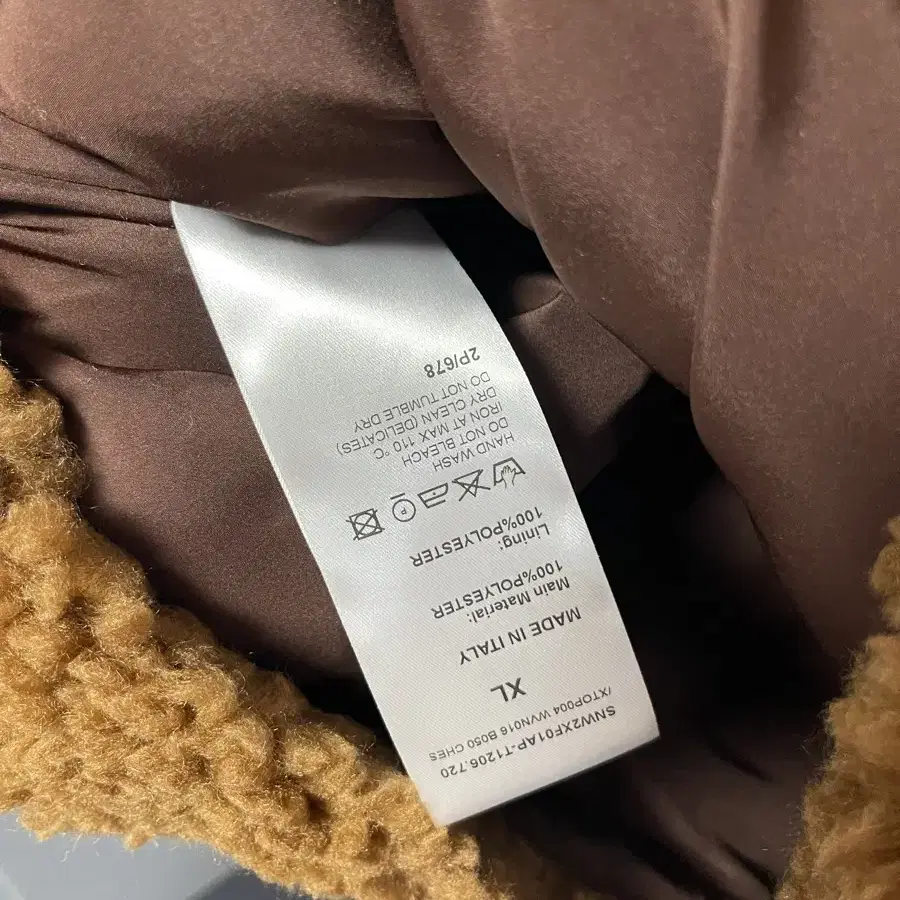 SNW2XF01AP-T1206.720
/XTOP004 WVN016 B050 CHES
XL
MADE IN ITALY
Main Material:
100%POLYESTER
Lining:
100%POLYESTER
P
HAND WASH
DO NOT BLEACH
IRON AT MAX 110 °C
DRY CLEAN (DELICATES)
DO NOT TUMBLE DRY
2P/678